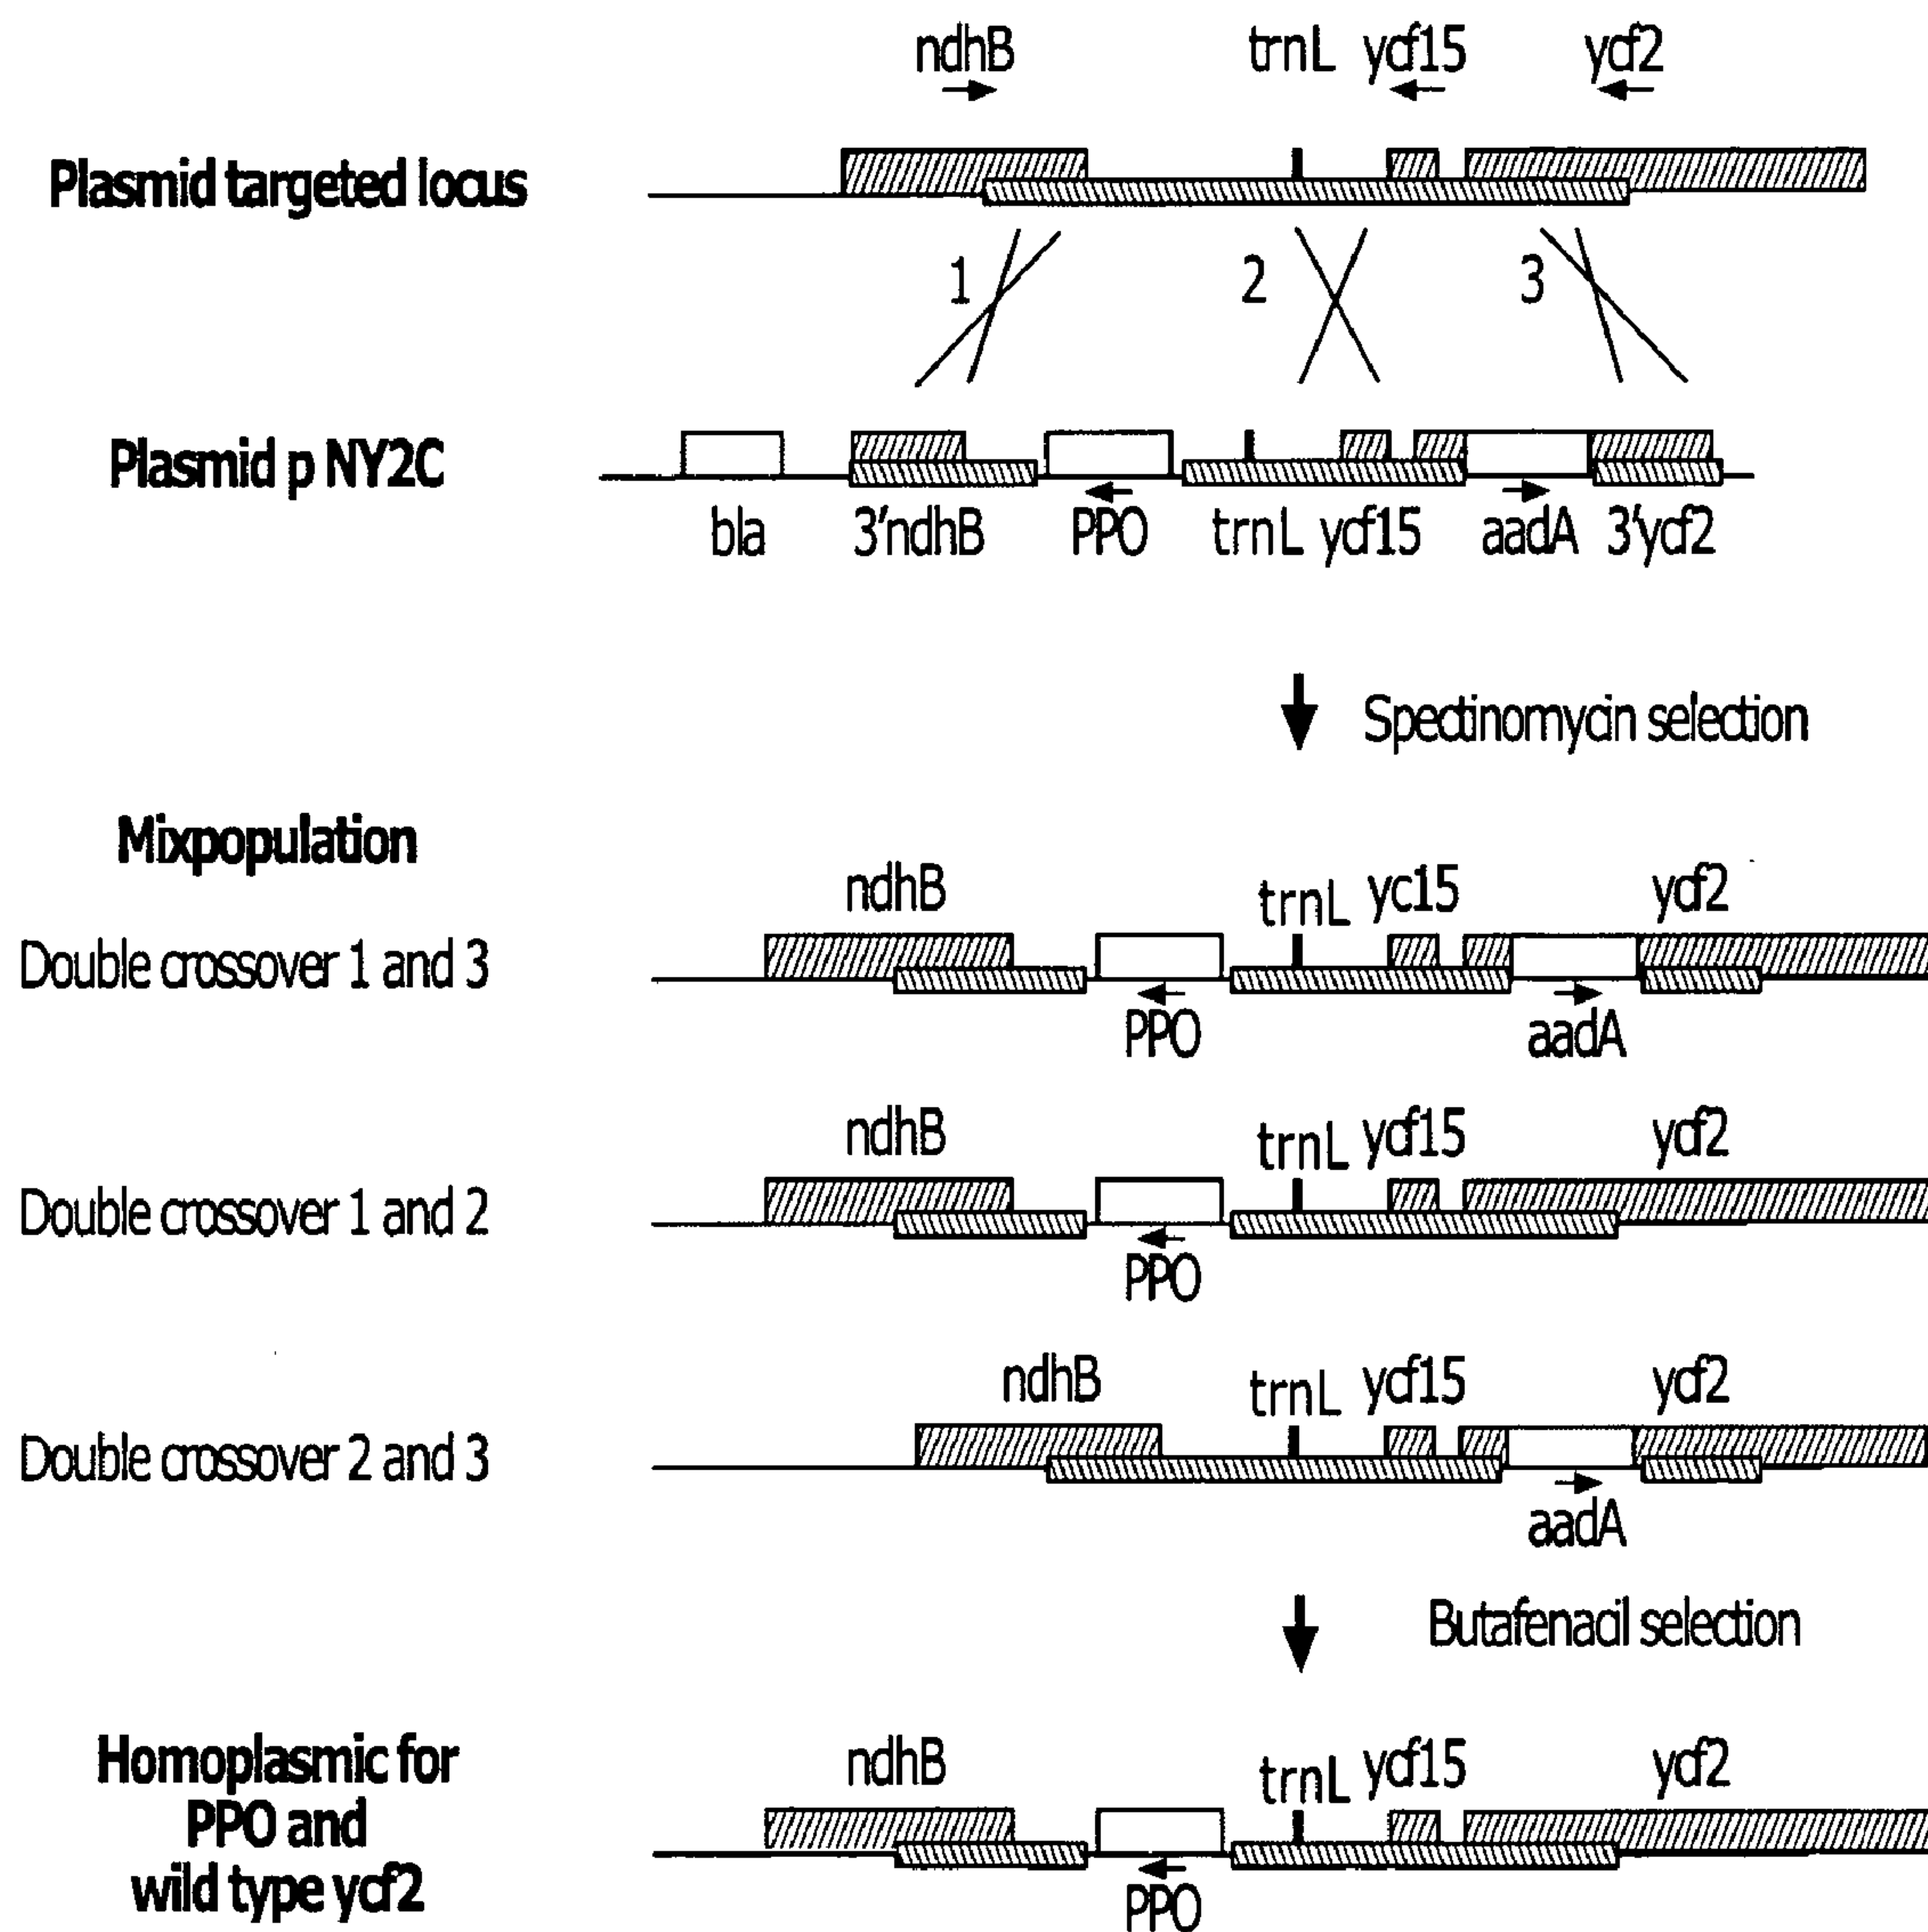 ndhB trnL ycf15 ycf2
Plasmid targeted locus
1 2 3
Plasmid p NY2C
bla 3'ndhB PPO trnL ycf15 aadA 3'ycf2
Spectinomycin selection
Mixpopulation
ndhB trnL yc15 ycf2
Double crossover 1 and 3
PPO aadA
ndhB trnL ycf15 ycf2
Double crossover 1 and 2
PPO
ndhB trnL ycf15 ycf2
Double crossover 2 and 3
aadA
Butafenacil selection
Homoplasmic for
PPO and
wild type ycf2
ndhB trnL ycf15 ycf2
PPO